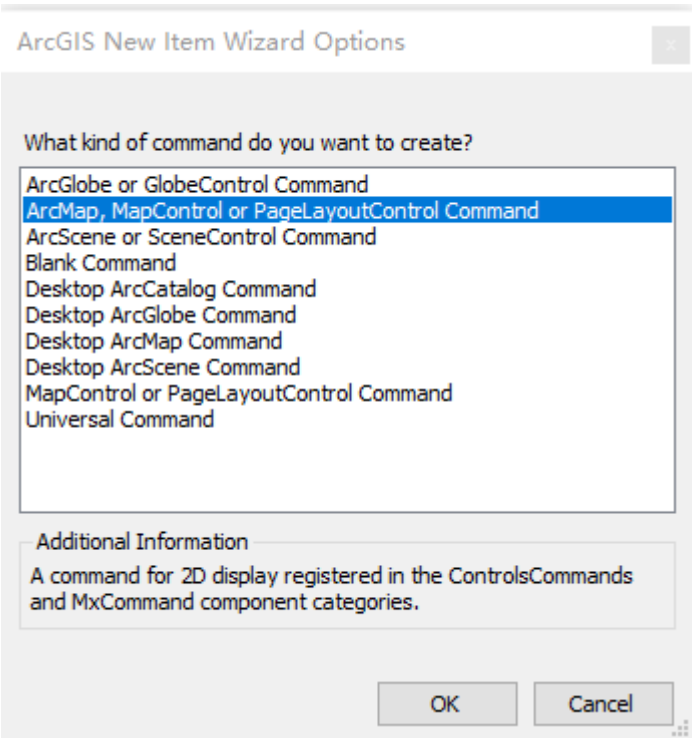 ArcGIS New Item Wizard Options
x
What kind of command do you want to create?
ArcGlobe or GlobeControl Command
ArcMap, MapControl or PageLayoutControl Command
ArcScene or SceneControl Command
Blank Command
Desktop ArcCatalog Command
Desktop ArcGlobe Command
Desktop ArcMap Command
Desktop ArcScene Command
MapControl or PageLayoutControl Command
Universal Command
Additional Information
A command for 2D display registered in the ControlsCommands
and MxCommand component categories.
OK Cancel